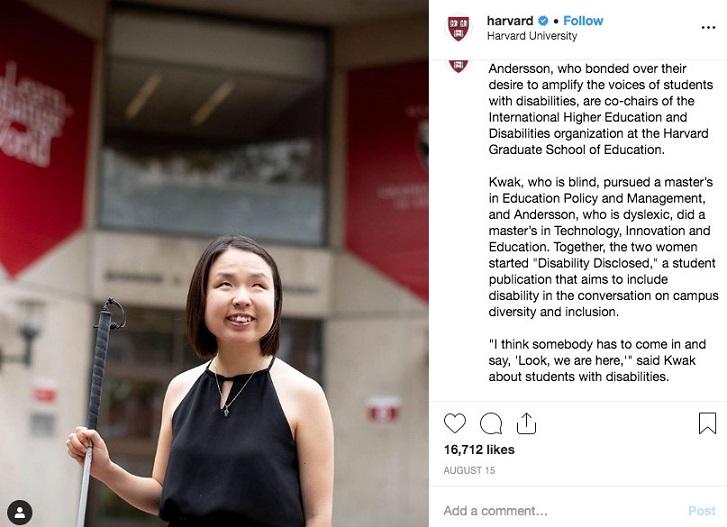 Learn
Change
World
harvard • Follow
Harvard University
Andersson, who bonded over their
desire to amplify the voices of students
with disabilities, are co-chairs of the
International Higher Education and
Disabilities organization at the Harvard
Graduate School of Education.
Kwak, who is blind, pursued a master's
in Education Policy and Management,
and Andersson, who is dyslexic, did a
master's in Technology, Innovation and
Education. Together, the two women
started "Disability Disclosed," a student
publication that aims to include
disability in the conversation on campus
diversity and inclusion.
"I think somebody has to come in and
say, 'Look, we are here,'" said Kwak
about students with disabilities.
16,712 likes
AUGUST 15
Add a comment...
Post